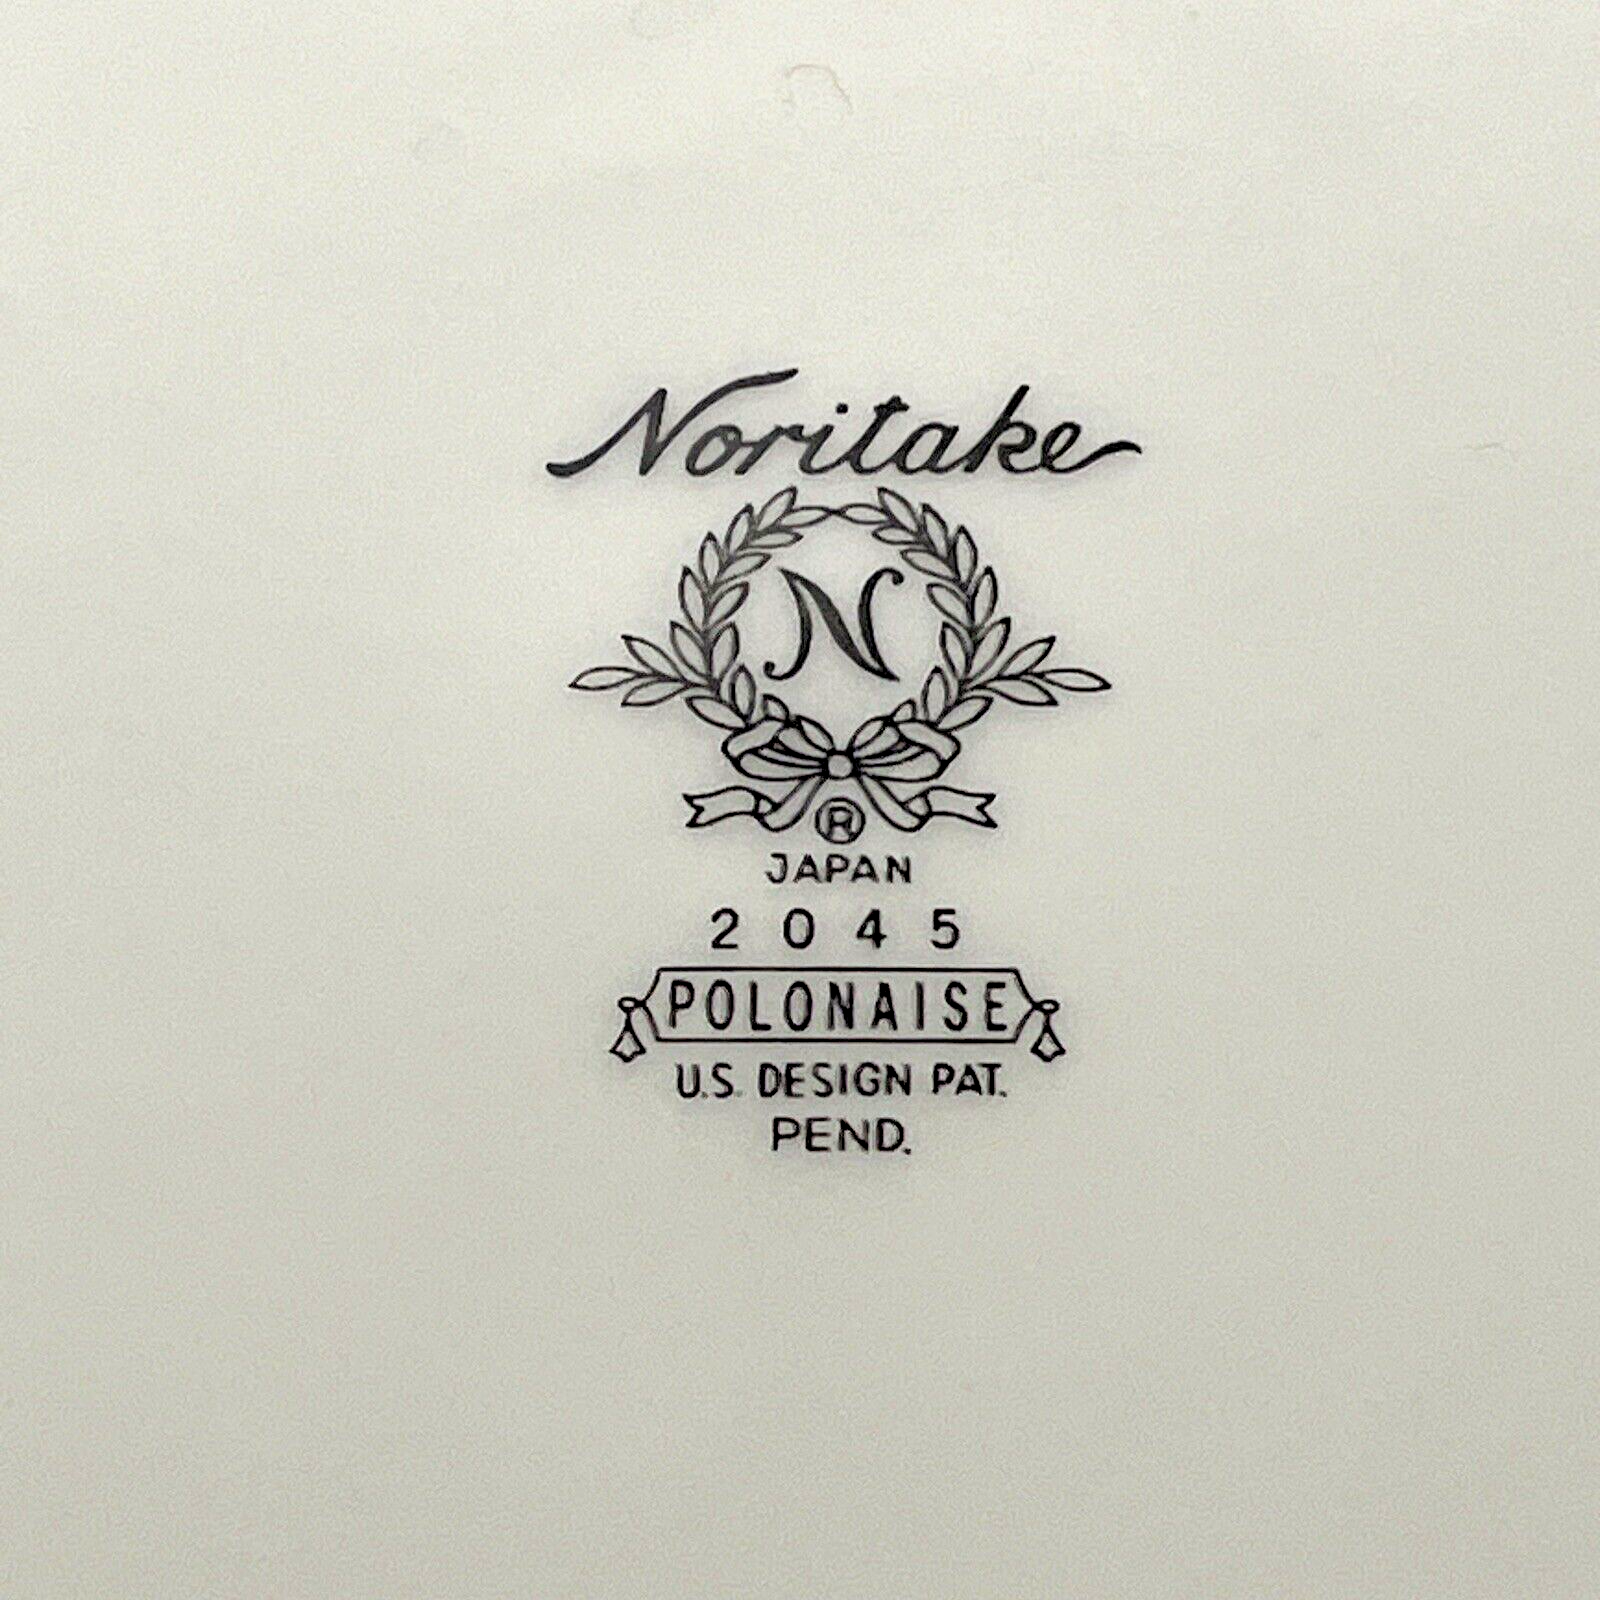 Noritake
N
®
JAPAN
2045
POLONAISE
U.S. DESIGN PAT.
PEND.